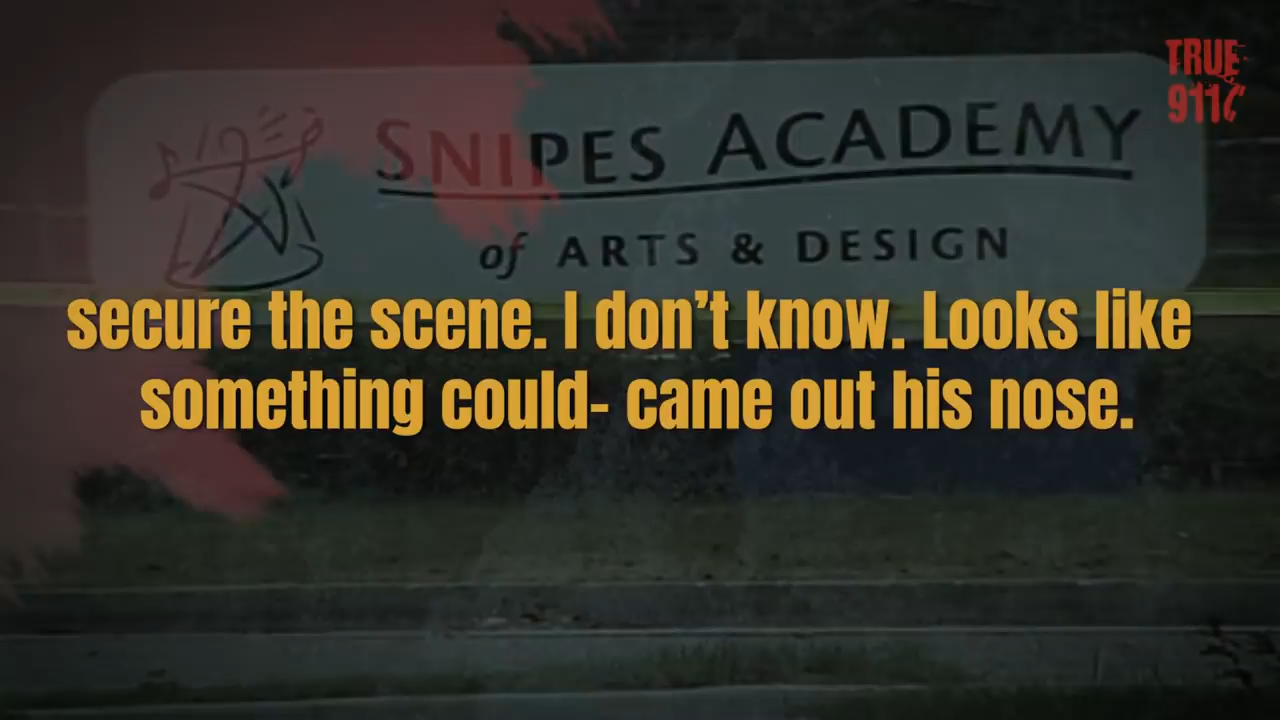 TRUE
911
SNIPES ACADEMY
of ARTS & DESIGN
secure the scene. I don’t know. Looks like
something could- came out his nose.